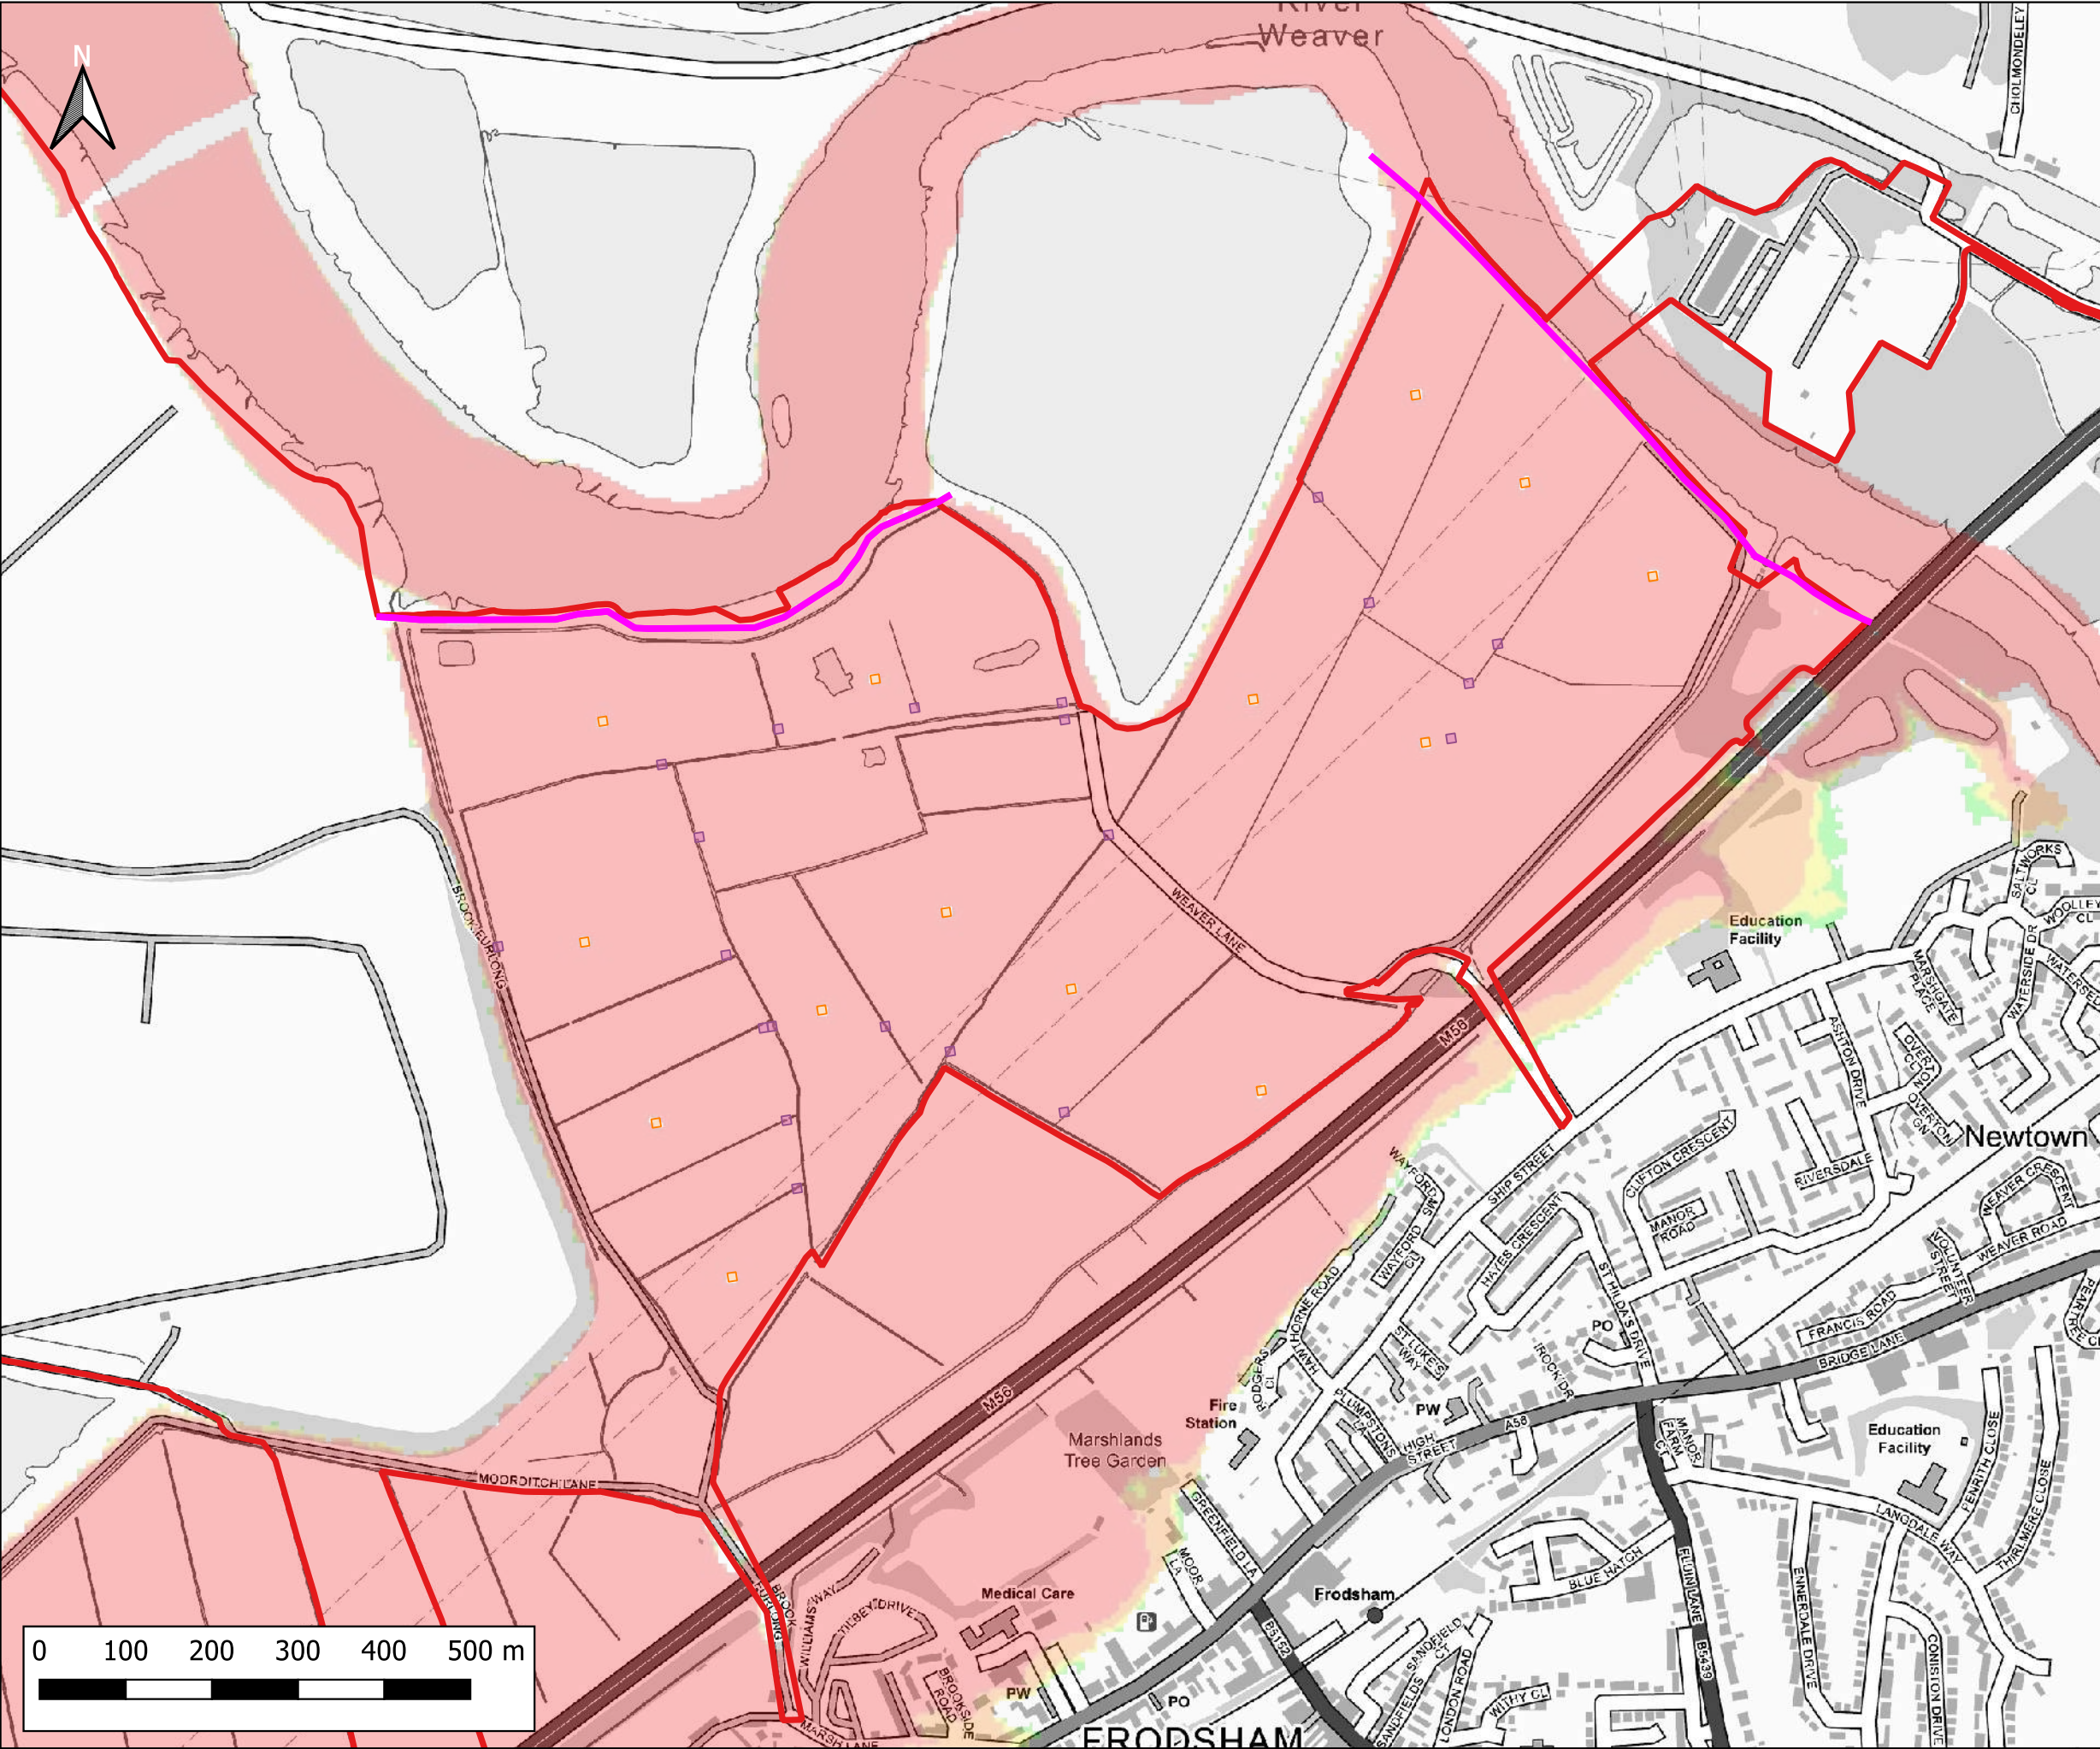 River
Weaver
N
CHOLMONDELEY
BROOK FURLONG
WEAVER LANE
Education
Facility
SALTWORKS
CL
WOOLLEY
CL
WATERSIDE DR
MARSHGATE
PLACE
ASHTON DRIVE
OVERTON
GN
Newtown
M56
WAYFORD MS
WAYFORD
CL
SHIP STREET
CLIFTON CRESCENT
RIVERSDALE
MANOR
ROAD
HAYES CRESCENT
WEAVER CRESCENT
WEAVER ROAD
VOLUNTEER
STREET
ST HILDA'S DRIVE
HAWTHORNE ROAD
PO
FRANCIS ROAD
BRIDGE LANE
ST LUKES
WAY
RODGERS
CL
Fire
Station
PLUMPSTONS
LA
PW
HIGH
STREET
A56
MANOR
FARM
CT
Education
Facility
PENRITH CLOSE
THIRLMERE CLOSE
LANGDALE WAY
M56
Marshlands
Tree Garden
MOORDITCH LANE
GREENFIELD LA
MOOR
LA
BROOK
FURLONG
WILLIAMS WAY
Medical Care
Frodsham
BLUE HATCH
FLUIN LANE
B5439
ENNERDALE DRIVE
CONISTON DRIVE
B5152
SANDFIELD
CT
SANDFIELDS
LONDON ROAD
WITHY CL
BROOKSIDE
ROAD
PW
PO
MARSH LANE
FRODSHAM
0 100 200 300 400 500 m